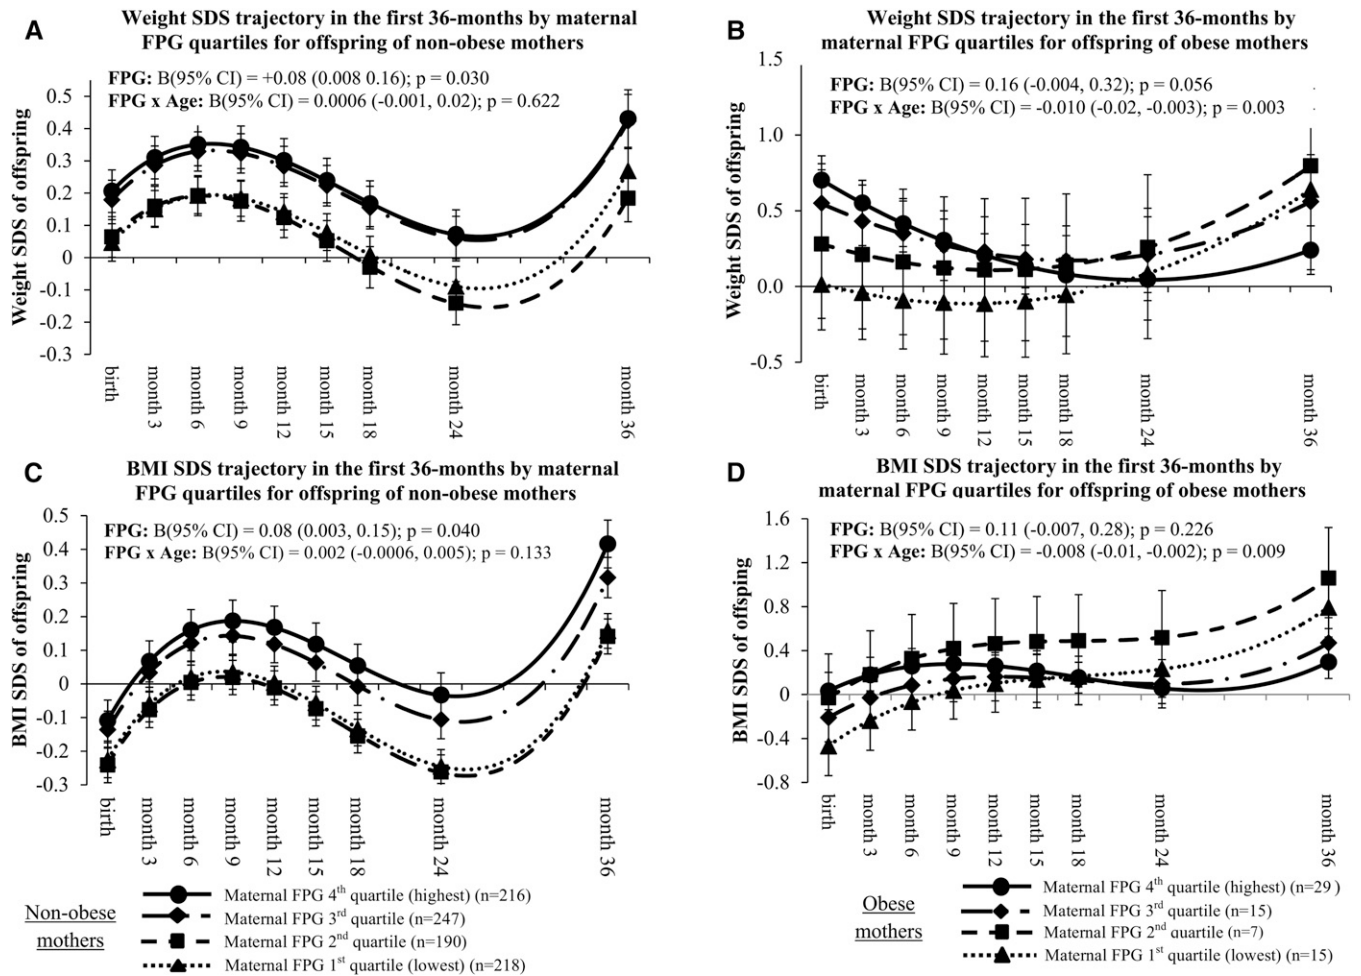 A
Weight SDS trajectory in the first 36-months by maternal
FPG quartiles for offspring of non-obese mothers
FPG: B(95% CI) = +0.08 (0.008 0.16); p = 0.030
FPG x Age: B(95% CI) = 0.0006 (-0.001, 0.02); p = 0.622
Weight SDS of offspring
0.5
0.4
0.3
0.2
0.1
0
-0.1
-0.2
-0.3
birth
month 3
month 6
month 9
month 12
month 15
month 18
month 24
month 36
B
Weight SDS trajectory in the first 36-months by
maternal FPG quartiles for offspring of obese mothers
FPG: B(95% CI) = 0.16 (-0.004, 0.32); p = 0.056
FPG x Age: B(95% CI) = -0.010 (-0.02, -0.003); p = 0.003
Weight SDS of offspring
1.5
1.0
0.5
0.0
-0.5
birth
month 3
month 6
month 9
month 12
month 15
month 18
month 24
month 36
C
BMI SDS trajectory in the first 36-months by maternal
FPG quartiles for offspring of non-obese mothers
FPG: B(95% CI) = 0.08 (0.003, 0.15); p = 0.040
FPG x Age: B(95% CI) = 0.002 (-0.0006, 0.005); p = 0.133
BMI SDS of offspring
0.5
0.4
0.3
0.2
0.1
0
-0.1
-0.2
-0.3
birth
month 3
month 6
month 9
month 12
month 15
month 18
month 24
month 36
D
BMI SDS trajectory in the first 36-months by
maternal FPG quartiles for offspring of obese mothers
FPG: B(95% CI) = 0.11 (-0.007, 0.28); p = 0.226
FPG x Age: B(95% CI) = -0.008 (-0.01, -0.002); p = 0.009
BMI SDS of offspring
1.6
1.2
0.8
0.4
0
-0.4
-0.8
birth
month 3
month 6
month 9
month 12
month 15
month 18
month 24
month 36
Non-obese
mothers
Maternal FPG 4th quartile (highest) (n=216)
Maternal FPG 3rd quartile (n=247)
Maternal FPG 2nd quartile (n=190)
Maternal FPG 1st quartile (lowest) (n=218)
Obese
mothers
Maternal FPG 4th quartile (highest) (n=29 )
Maternal FPG 3rd quartile (n=15)
Maternal FPG 2nd quartile (n=7)
Maternal FPG 1st quartile (lowest) (n=15)